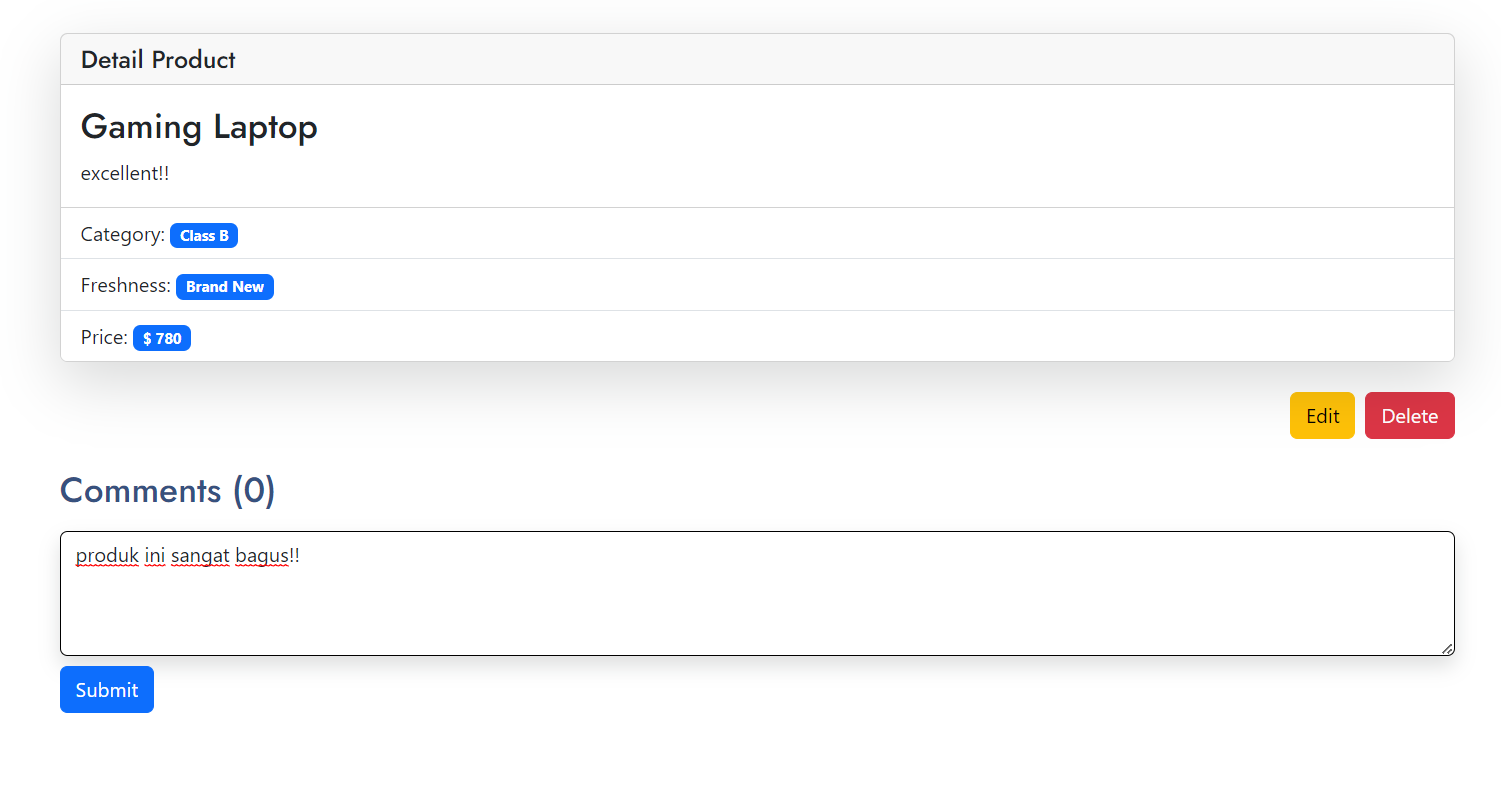 Detail Product
Gaming Laptop
excellent!!
Category: Class B
Freshness: Brand New
Price: $ 780
Edit Delete
Comments (0)
produk ini sangat bagus!!
Submit